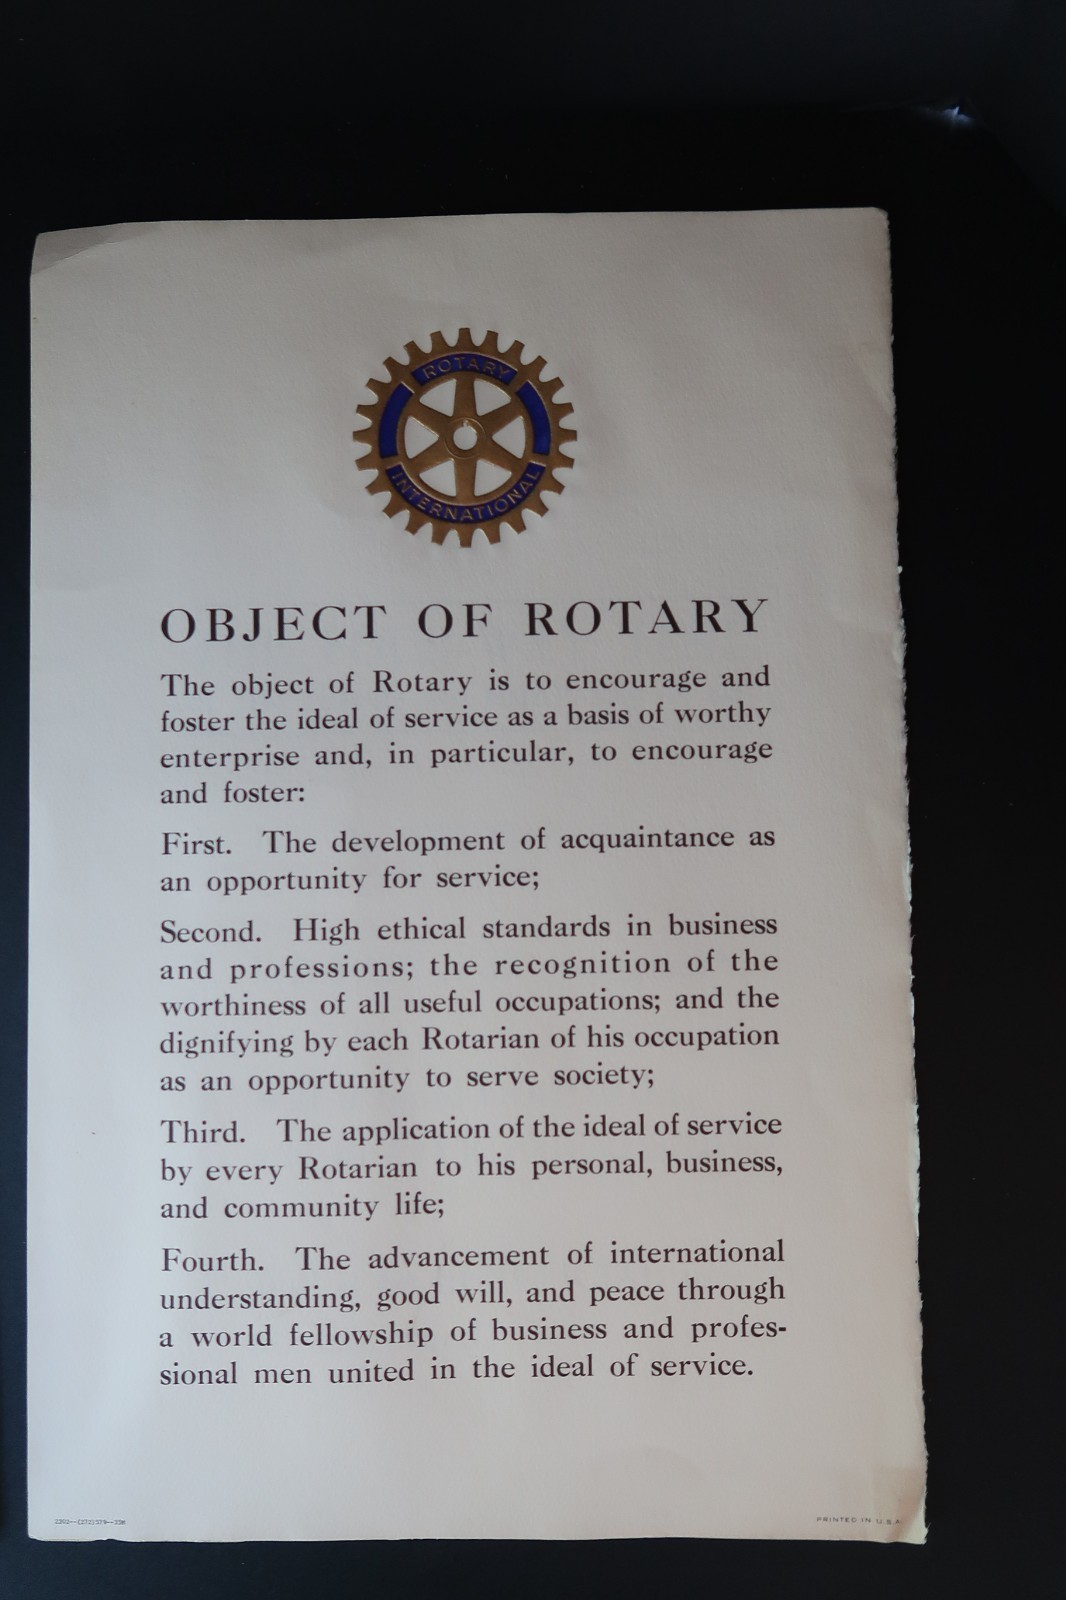 ROTARY
INTERNATIONAL
OBJECT OF ROTARY
The object of Rotary is to encourage and
foster the ideal of service as a basis of worthy
enterprise and, in particular, to encourage
and foster:
First. The development of acquaintance as
an opportunity for service;
Second. High ethical standards in business
and professions; the recognition of the
worthiness of all useful occupations; and the
dignifying by each Rotarian of his occupation
as an opportunity to serve society;
Third. The application of the ideal of service
by every Rotarian to his personal, business,
and community life;
Fourth. The advancement of international
understanding, good will, and peace through
a world fellowship of business and profes-
sional men united in the ideal of service.
PRINTED IN U.S.A.